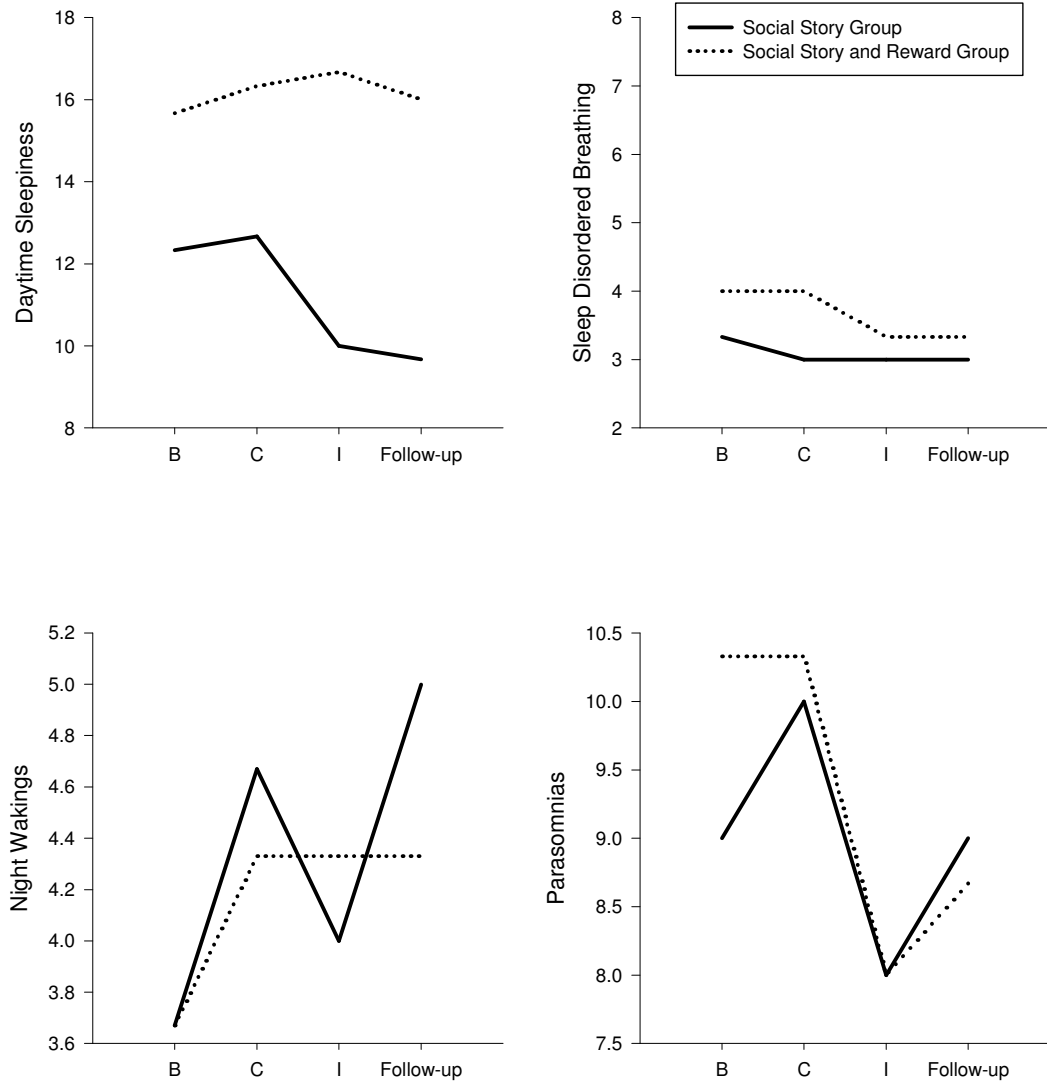 Daytime Sleepiness
18
16
14
12
10
8
B C I Follow-up
Sleep Disordered Breathing
8
7
6
5
4
3
2
B C I Follow-up
Social Story Group
Social Story and Reward Group
Night Wakings
5.2
5.0
4.8
4.6
4.4
4.2
4.0
3.8
3.6
B C I Follow-up
Parasomnias
10.5
10.0
9.5
9.0
8.5
8.0
7.5
B C I Follow-up